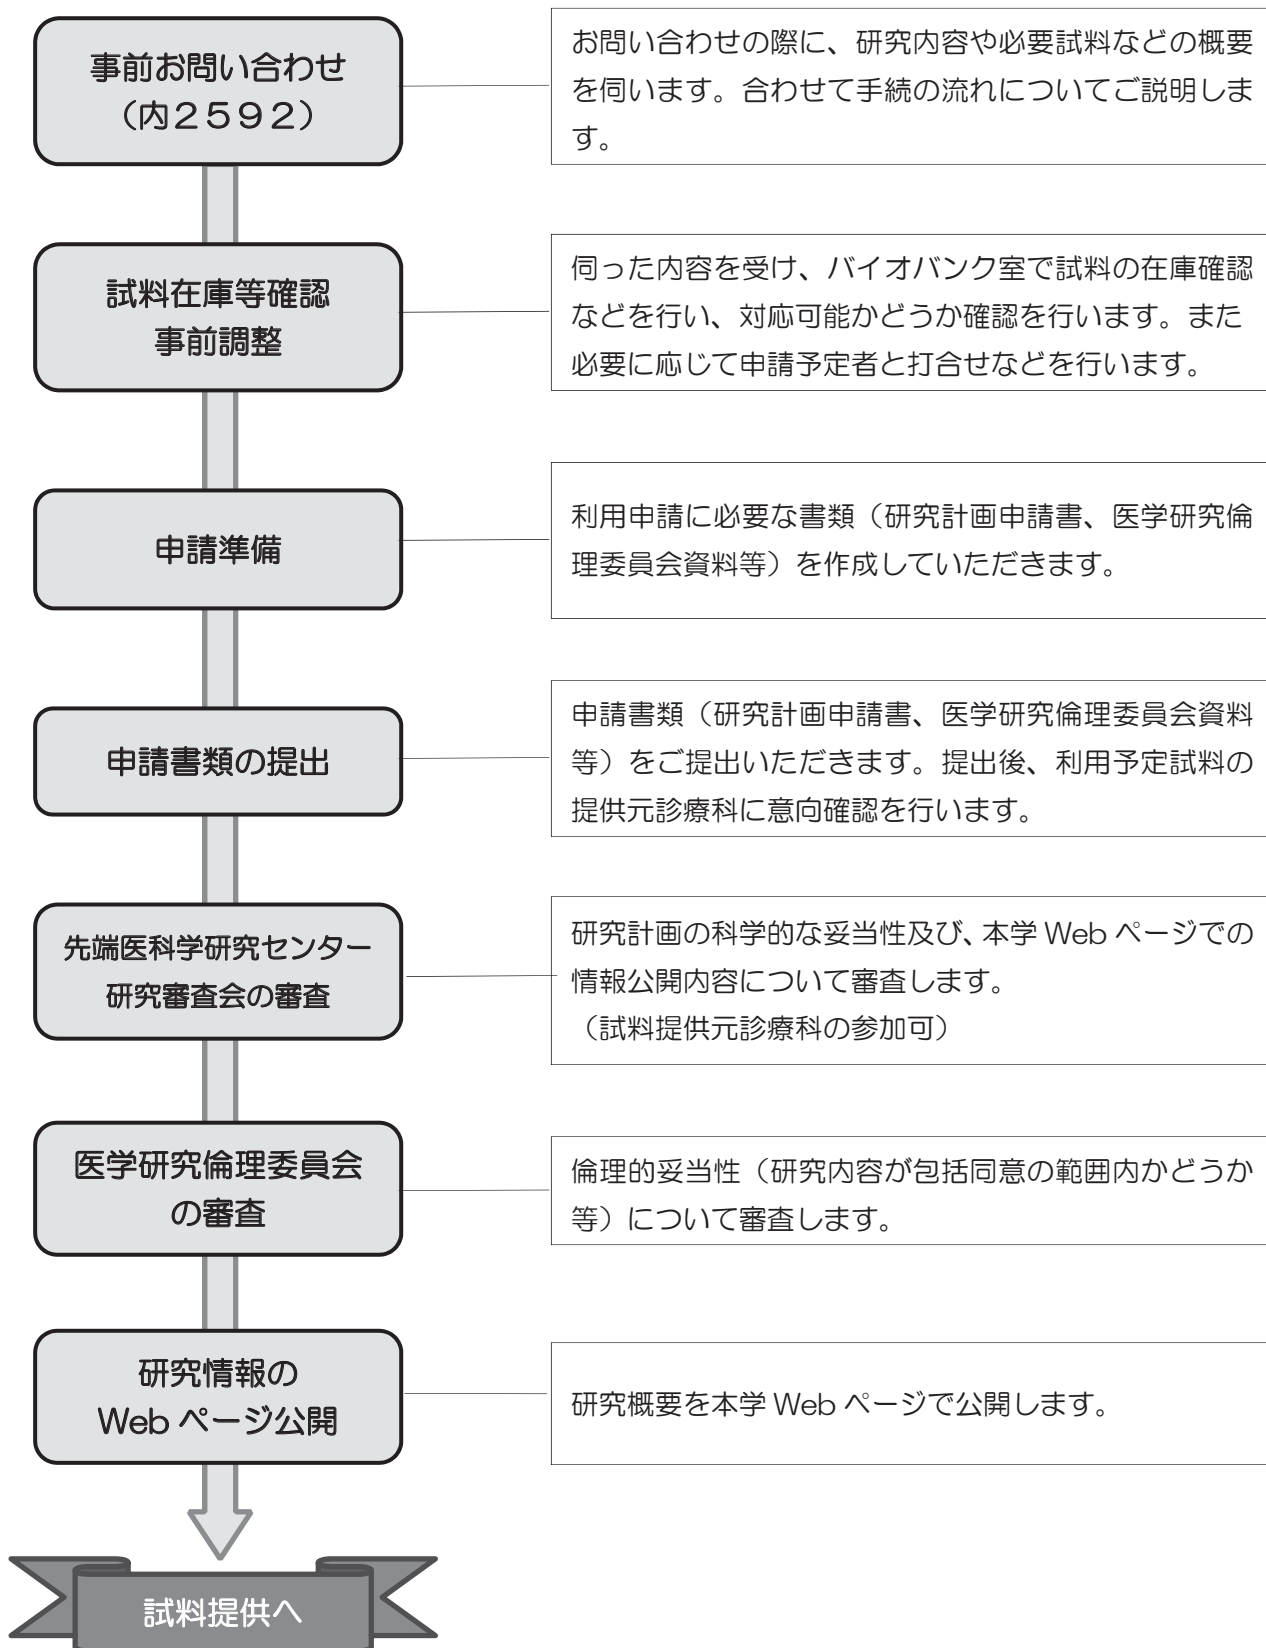 事前お問い合わせ
（内２５９２）
お問い合わせの際に、研究内容や必要試料などの概要
を伺います。合わせて手続の流れについてご説明しま
す。
試料在庫等確認
事前調整
伺った内容を受け、バイオバンク室で試料の在庫確認
などを行い、対応可能かどうか確認を行います。また
必要に応じて申請予定者と打合せなどを行います。
申請準備
利用申請に必要な書類（研究計画申請書、医学研究倫
理委員会資料等）を作成していただきます。
申請書類の提出
申請書類（研究計画申請書、医学研究倫理委員会資料
等）をご提出いただきます。提出後、利用予定試料の
提供元診療科に意向確認を行います。
先端医科学研究センター
研究審査会の審査
研究計画の科学的な妥当性及び、本学 Web ページでの
情報公開内容について審査します。
（試料提供元診療科の参加可）
医学研究倫理委員会
の審査
倫理的妥当性（研究内容が包括同意の範囲内かどうか
等）について審査します。
研究情報の
Web ページ公開
研究概要を本学 Web ページで公開します。
試料提供へ